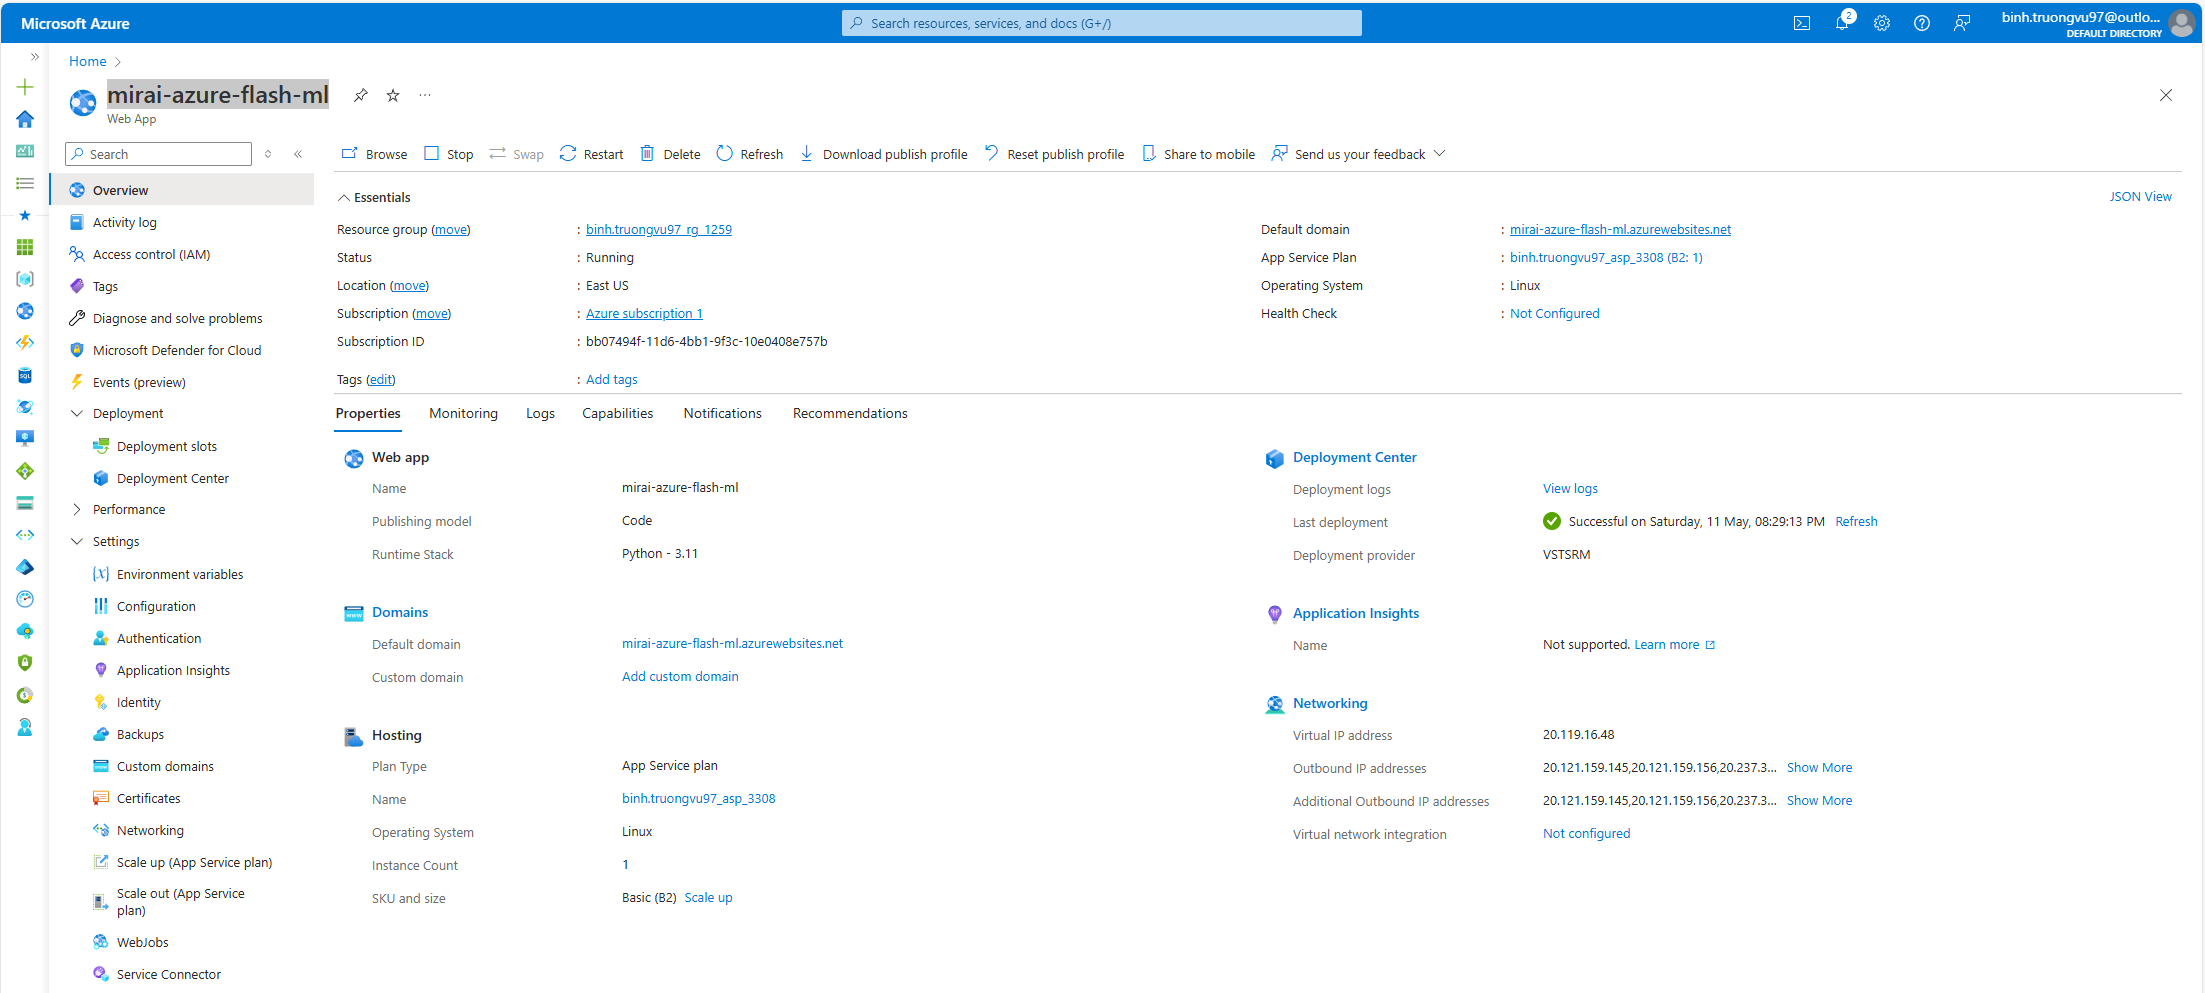 Microsoft Azure
Search resources, services, and docs (G+/)
2
binh.truongvu97@outlo...
DEFAULT DIRECTORY
Home
mirai-azure-flash-ml
Web App
Search
Browse
Stop
Swap
Restart
Delete
Refresh
Download publish profile
Reset publish profile
Share to mobile
Send us your feedback
Overview
Activity log
Access control (IAM)
Tags
Diagnose and solve problems
Microsoft Defender for Cloud
Events (preview)
Deployment
Deployment slots
Deployment Center
Performance
Settings
Environment variables
Configuration
Authentication
Application Insights
Identity
Backups
Custom domains
Certificates
Networking
Scale up (App Service plan)
Scale out (App Service
plan)
WebJobs
Service Connector
Essentials
JSON View
Resource group (move) : binh.truongvu97_rg_1259
Status : Running
Location (move) : East US
Subscription (move) : Azure subscription 1
Subscription ID : bb07494f-11d6-4bb1-9f3c-10e0408e757b
Tags (edit) : Add tags
Default domain : mirai-azure-flash-ml.azurewebsites.net
App Service Plan : binh.truongvu97_asp_3308 (B2: 1)
Operating System : Linux
Health Check : Not Configured
Properties
Monitoring
Logs
Capabilities
Notifications
Recommendations
Web app
Name mirai-azure-flash-ml
Publishing model Code
Runtime Stack Python - 3.11
Domains
Default domain mirai-azure-flash-ml.azurewebsites.net
Custom domain Add custom domain
Hosting
Plan Type App Service plan
Name binh.truongvu97_asp_3308
Operating System Linux
Instance Count 1
SKU and size Basic (B2) Scale up
Deployment Center
Deployment logs View logs
Last deployment Successful on Saturday, 11 May, 08:29:13 PM Refresh
Deployment provider VSTSRM
Application Insights
Name Not supported. Learn more
Networking
Virtual IP address 20.119.16.48
Outbound IP addresses 20.121.159.145,20.121.159.156,20.237.3... Show More
Additional Outbound IP addresses 20.121.159.145,20.121.159.156,20.237.3... Show More
Virtual network integration Not configured